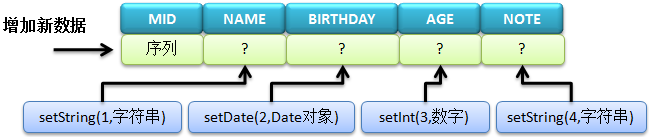 MID NAME BIRTHDAY AGE NOTE
增加新数据
序列 ? ? ? ?
setString(1,字符串) setDate(2,Date对象) setInt(3,数字) setString(4,字符串)